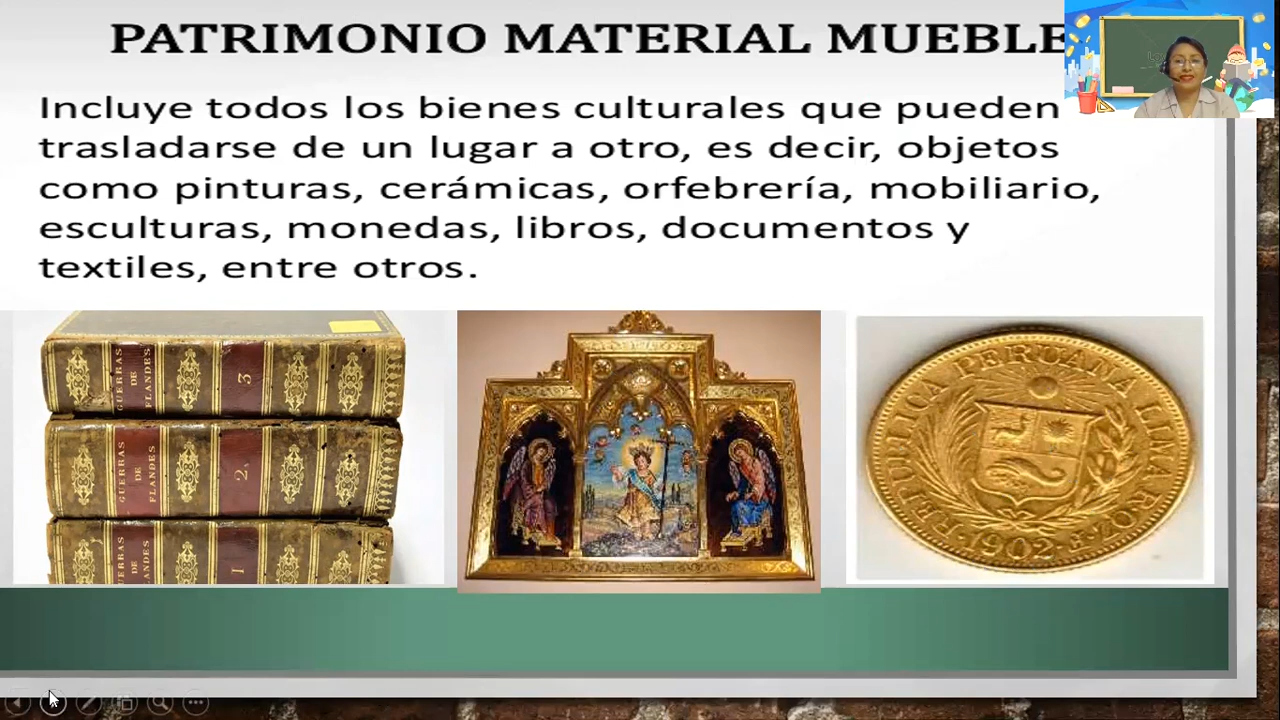 PATRIMONIO MATERIAL MUEBLE
Incluye todos los bienes culturales que pueden
trasladarse de un lugar a otro, es decir, objetos
como pinturas, cerámicas, orfebrería, mobiliario,
esculturas, monedas, libros, documentos y
textiles, entre otros.
GUERRAS
DE
FLANDES
3
GUERRAS
DE
FLANDES
2
GUERRAS
DE
FLANDES
1
REPUBLICA PERUANA LIMA
1902